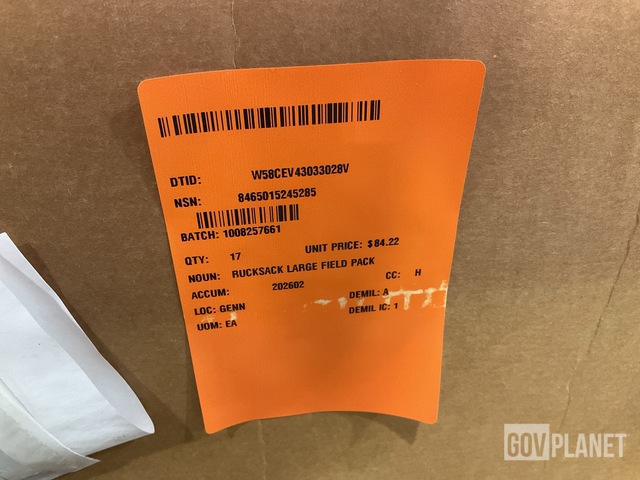 DTID: W58CEV43033028V
NSN: 8465015245285
BATCH: 1008257661
QTY: 17 UNIT PRICE: $84.22
NOUN: RUCKSACK LARGE FIELD PACK
ACCUM: 202602 CC: H
LOC: GENN DEMIL: A
UOM: EA DEMIL IC: 1
GOVPLANET